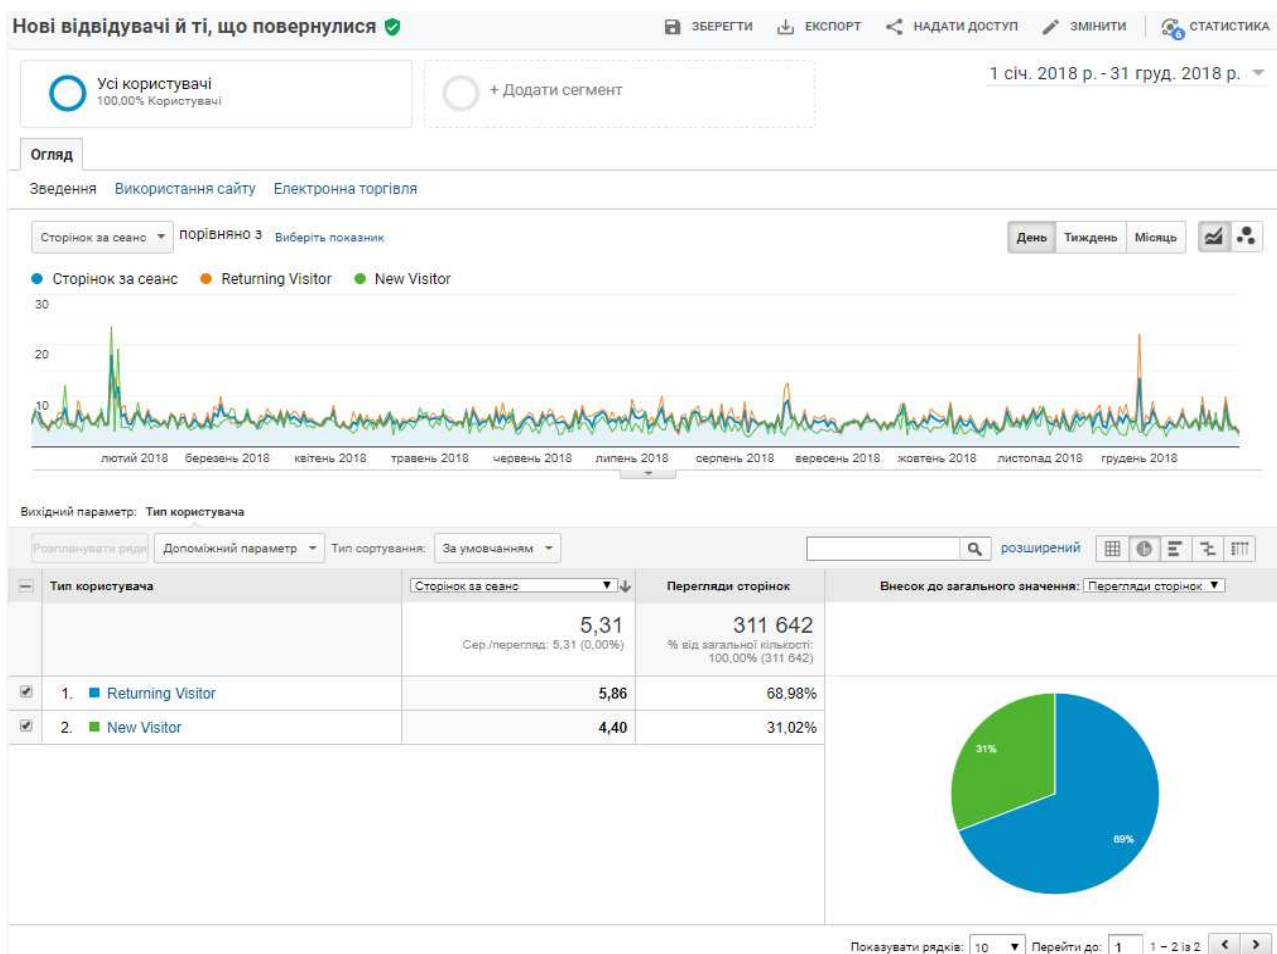 Нові відвідувачі й ті, що повернулися
ЗБЕРЕГТИ ЕКСПОРТ НАДАТИ ДОСТУП ЗМІНИТИ 6 СТАТИСТИКА
Усі користувачі
100,00% Користувачі
+ Додати сегмент
1 січ. 2018 р. - 31 груд. 2018 р.
Огляд
Зведення Використання сайту Електронна торгівля
Сторінок за сеанс порівняно з Виберіть показник
День Тиждень Місяць
Сторінок за сеанс Returning Visitor New Visitor
30
20
10
лютий 2018 березень 2018 квітень 2018 травень 2018 червень 2018 липень 2018 серпень 2018 вересень 2018 жовтень 2018 листопад 2018 грудень 2018
Вихідний параметр: Тип користувача
Розпланувати ряди Допоміжний параметр Тип сортування: За умовчанням розширений
Тип користувача Сторінок за сеанс Перегляди сторінок Внесок до загального значення: Перегляди сторінок
5,31 311 642
Сер./перегляд: 5,31 (0,00%) % від загальної кількості:
100,00% (311 642)
1. Returning Visitor 5,86 68,98%
2. New Visitor 4,40 31,02%
31%
69%
Показувати рядків: 10 Перейти до: 1 1 – 2 із 2